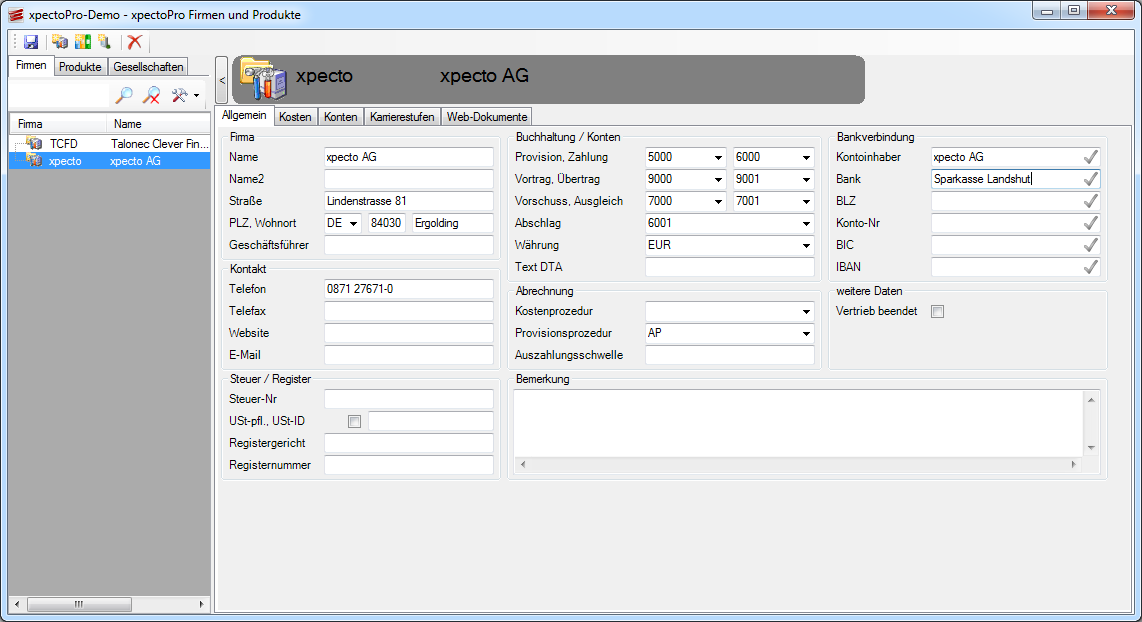 xpectoPro-Demo - xpectoPro Firmen und Produkte
Firmen Produkte Gesellschaften
Firma Name
TCFD Talonec Clever Fin...
xpecto xpecto AG
<
xpecto xpecto AG
Allgemein Kosten Konten Karrierestufen Web-Dokumente
Firma
Name xpecto AG
Name2
Straße Lindenstrasse 81
PLZ, Wohnort DE 84030 Ergolding
Geschäftsführer
Kontakt
Telefon 0871 27671-0
Telefax
Website
E-Mail
Steuer / Register
Steuer-Nr
USt-pfl., USt-ID
Registergericht
Registernummer
Buchhaltung / Konten
Provision, Zahlung 5000 6000
Vortrag, Übertrag 9000 9001
Vorschuss, Ausgleich 7000 7001
Abschlag 6001
Währung EUR
Text DTA
Abrechnung
Kostenprozedur
Provisionsprozedur AP
Auszahlungsschwelle
Bankverbindung
Kontoinhaber xpecto AG
Bank Sparkasse Landshut
BLZ
Konto-Nr
BIC
IBAN
weitere Daten
Vertrieb beendet
Bemerkung